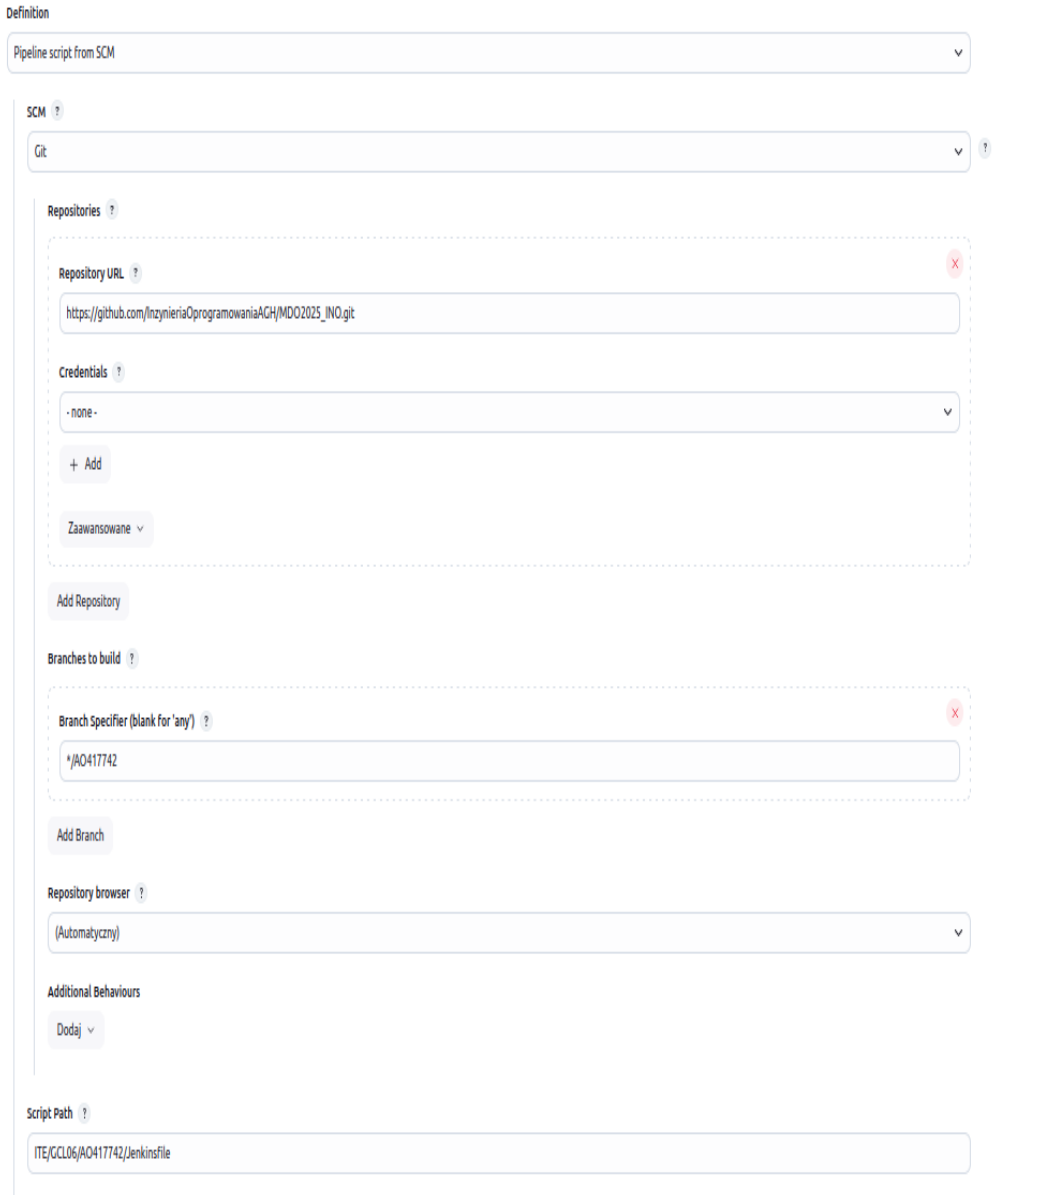 Definition
Pipeline script from SCM
SCM ?
Git
?
Repositories ?
X
Repository URL ?
https://github.com/InzynieriaOprogramowaniaAGH/MDO2025_INO.git
Credentials ?
- none -
+ Add
Zaawansowane
Add Repository
Branches to build ?
X
Branch Specifier (blank for 'any') ?
*/AO417742
Add Branch
Repository browser ?
(Automatyczny)
Additional Behaviours
Dodaj
Script Path ?
ITE/GCL06/AO417742/Jenkinsfile